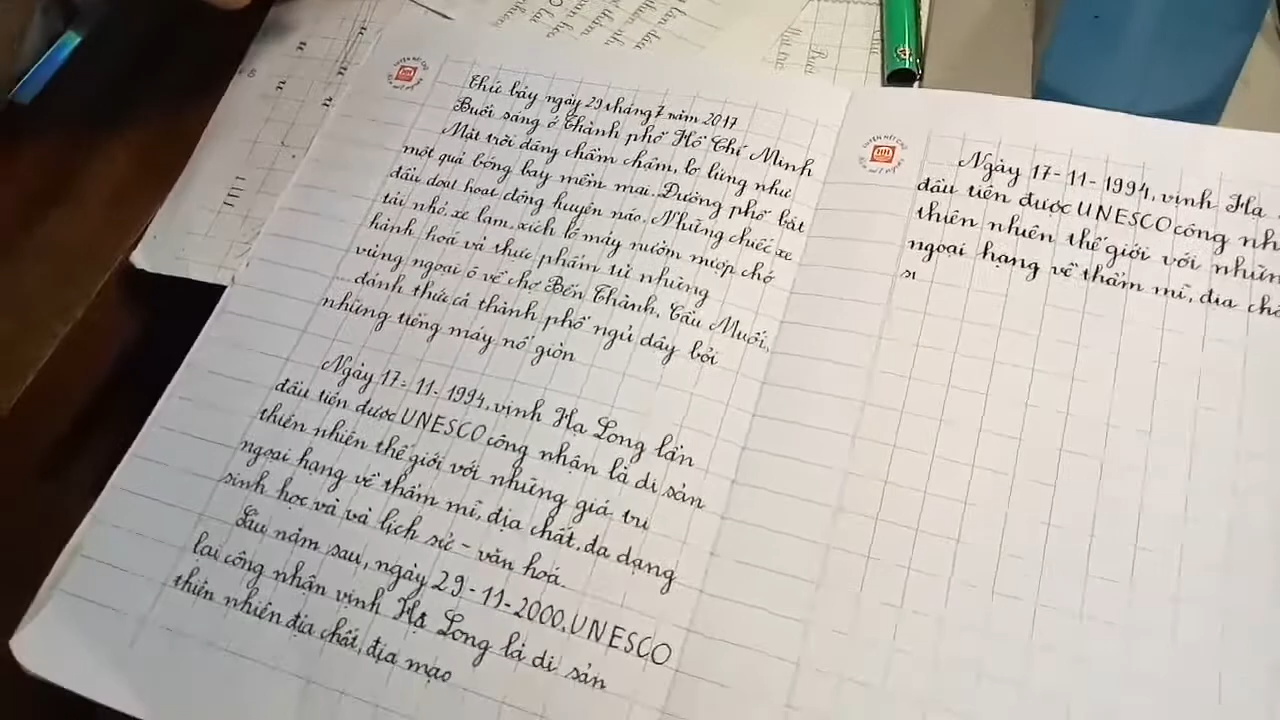 Thứ bảy ngày 29 tháng 7 năm 2017
Buổi sáng ở Thành phố Hồ Chí Minh
Mặt trời đang chầm chậm, lơ lửng như
một quả bóng bay mềm mại. Đường phố bắt
đầu đoạt hoạt động huyên náo. Những chiếc xe
tải nhỏ, xe lam, xích lô máy nườm mượp chở
hành hoá và thực phẩm từ những
vùng ngoại ô về chợ Bến Thành, Cầu Muối,
đánh thức cả thành phố ngủ dậy bởi
những tiếng máy nổ giòn
Ngày 17-11-1994, vịnh Hạ Long lần
đầu tiên được UNESCO công nhận là di sản
thiên nhiên thế giới với những giá trị
ngoại hạng về thẩm mĩ, địa chất, đa dạng
sinh học và và lịch sử - văn hoá.
Sáu năm sau, ngày 29-11-2000, UNESCO
lại công nhận vịnh Hạ Long là di sản
thiên nhiên địa chất, địa mạo
Ngày 17-11-1994, vịnh Hạ
đầu tiên được UNESCO công nh
thiên nhiên thế giới với nhữn
ngoại hạng về thẩm mĩ, địa chấ